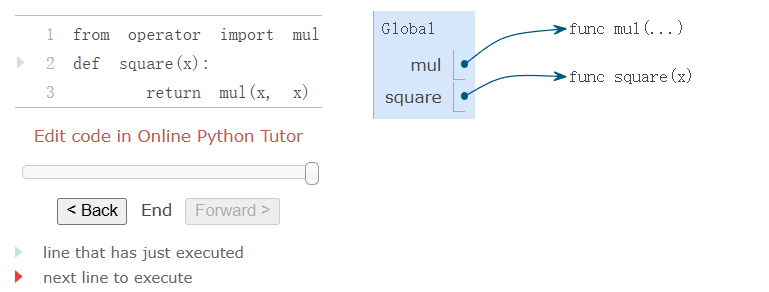 1 from operator import mul
2 def square(x):
3 return mul(x, x)
Edit code in Online Python Tutor
< Back End Forward >
line that has just executed
next line to execute
Global
mul
square
func mul(...)
func square(x)